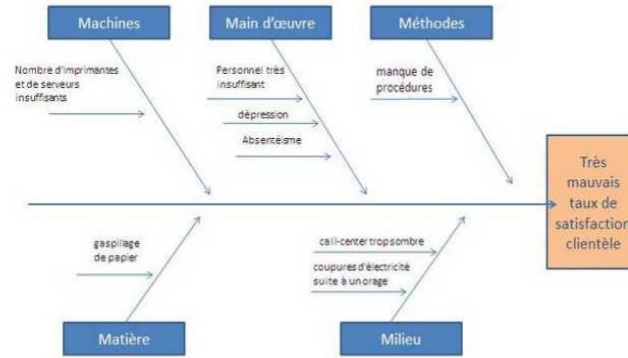 Machines
Main d'œuvre
Méthodes
Nombre d'imprimantes
et de serveurs
insuffisants
Personnel très
insuffisant
dépression
Absentéisme
manque de
procédures
Très
mauvais
taux de
satisfaction
clientèle
gaspillage
de papier
call-center trop sombre
coupures d'électricité
suite à un orage
Matière
Milieu